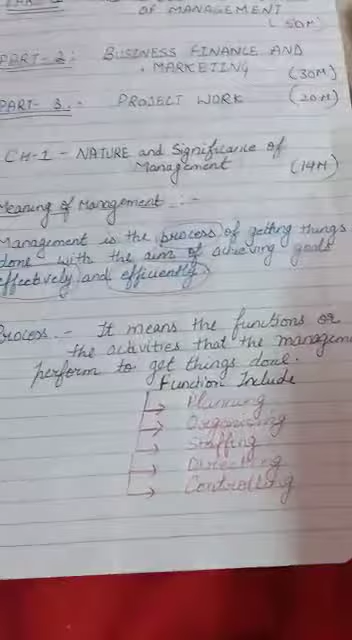 OF MANAGEMENT
(50M)
PART-2: BUSINESS FINANCE AND
MARKETING (30M)
PART-3:- PROJECT WORK (20M)
CH-1 - NATURE and Significance of
Management (14M)
Meaning of Management :-
Management is the process of getting things
done with the aim of achieving goals
effectively and efficiently
Process:- It means the functions or
the activities that the managem
perform to get things done.
Function Include
Planning
Organising
Staffing
Directing
Controlling